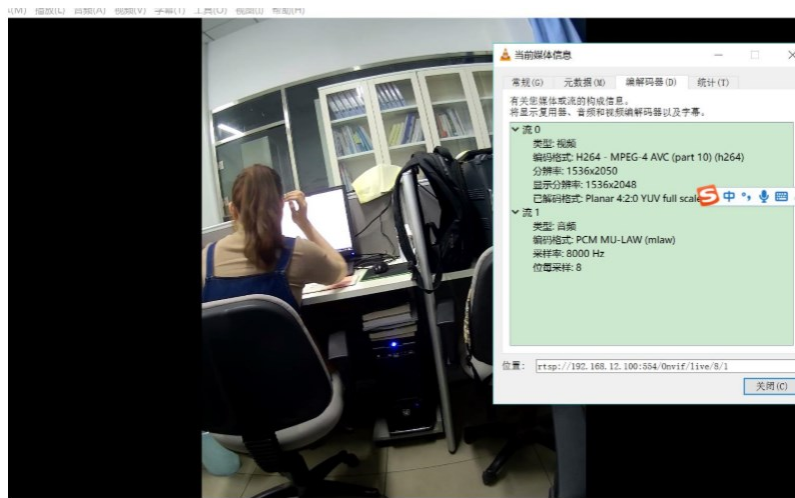 (M) 播放(L) 音频(A) 视频(V) 字幕(T) 工具(O) 视图(I) 帮助(H)
当前媒体信息
常规(G) 元数据(M) 编解码器(D) 统计(T)
有关您媒体或流的构成信息。
将显示复用器、音频和视频编解码器以及字幕。
流 0
类型: 视频
编码格式: H264 - MPEG-4 AVC (part 10) (h264)
分辨率: 1536x2050
显示分辨率: 1536x2048
已解码格式: Planar 4:2:0 YUV full scale
S 中
流 1
类型: 音频
编码格式: PCM MU-LAW (mlaw)
采样率: 8000 Hz
位每采样: 8
位置: rtsp://192.168.12.100:554/Onvif/live/8/1
关闭(C)